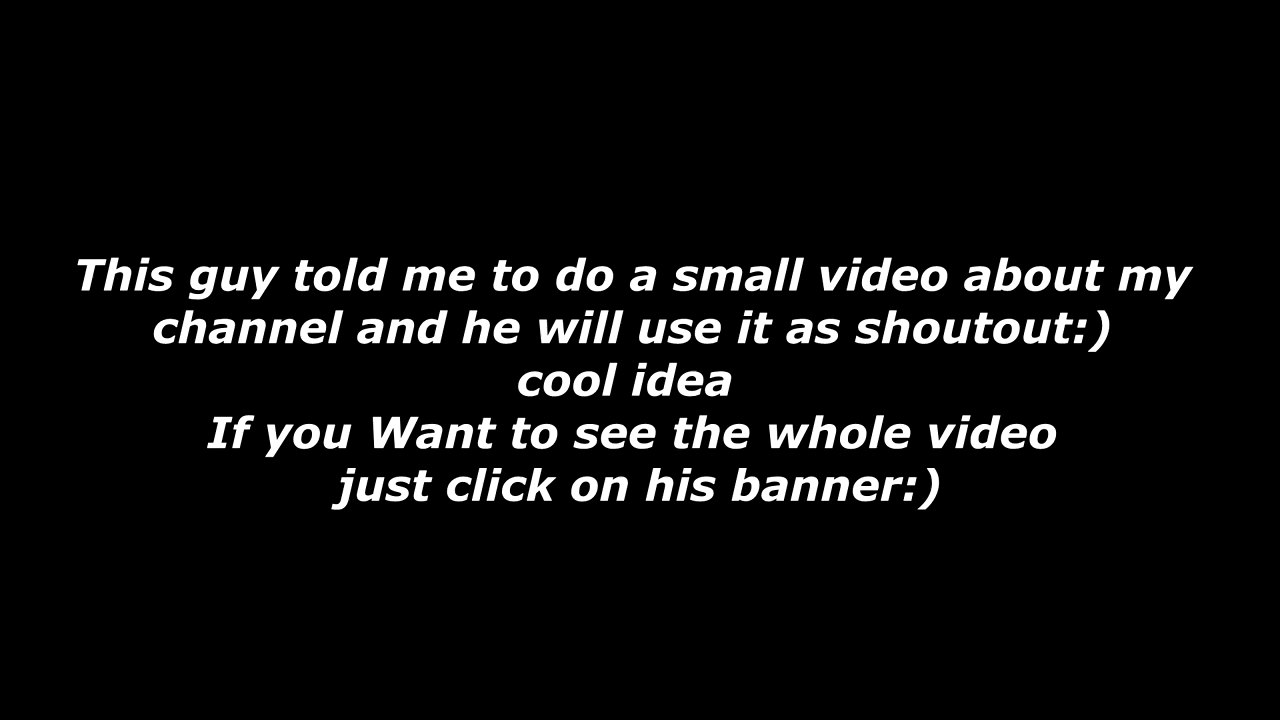 This guy told me to do a small video about my
channel and he will use it as shoutout:)
cool idea
If you Want to see the whole video
just click on his banner:)